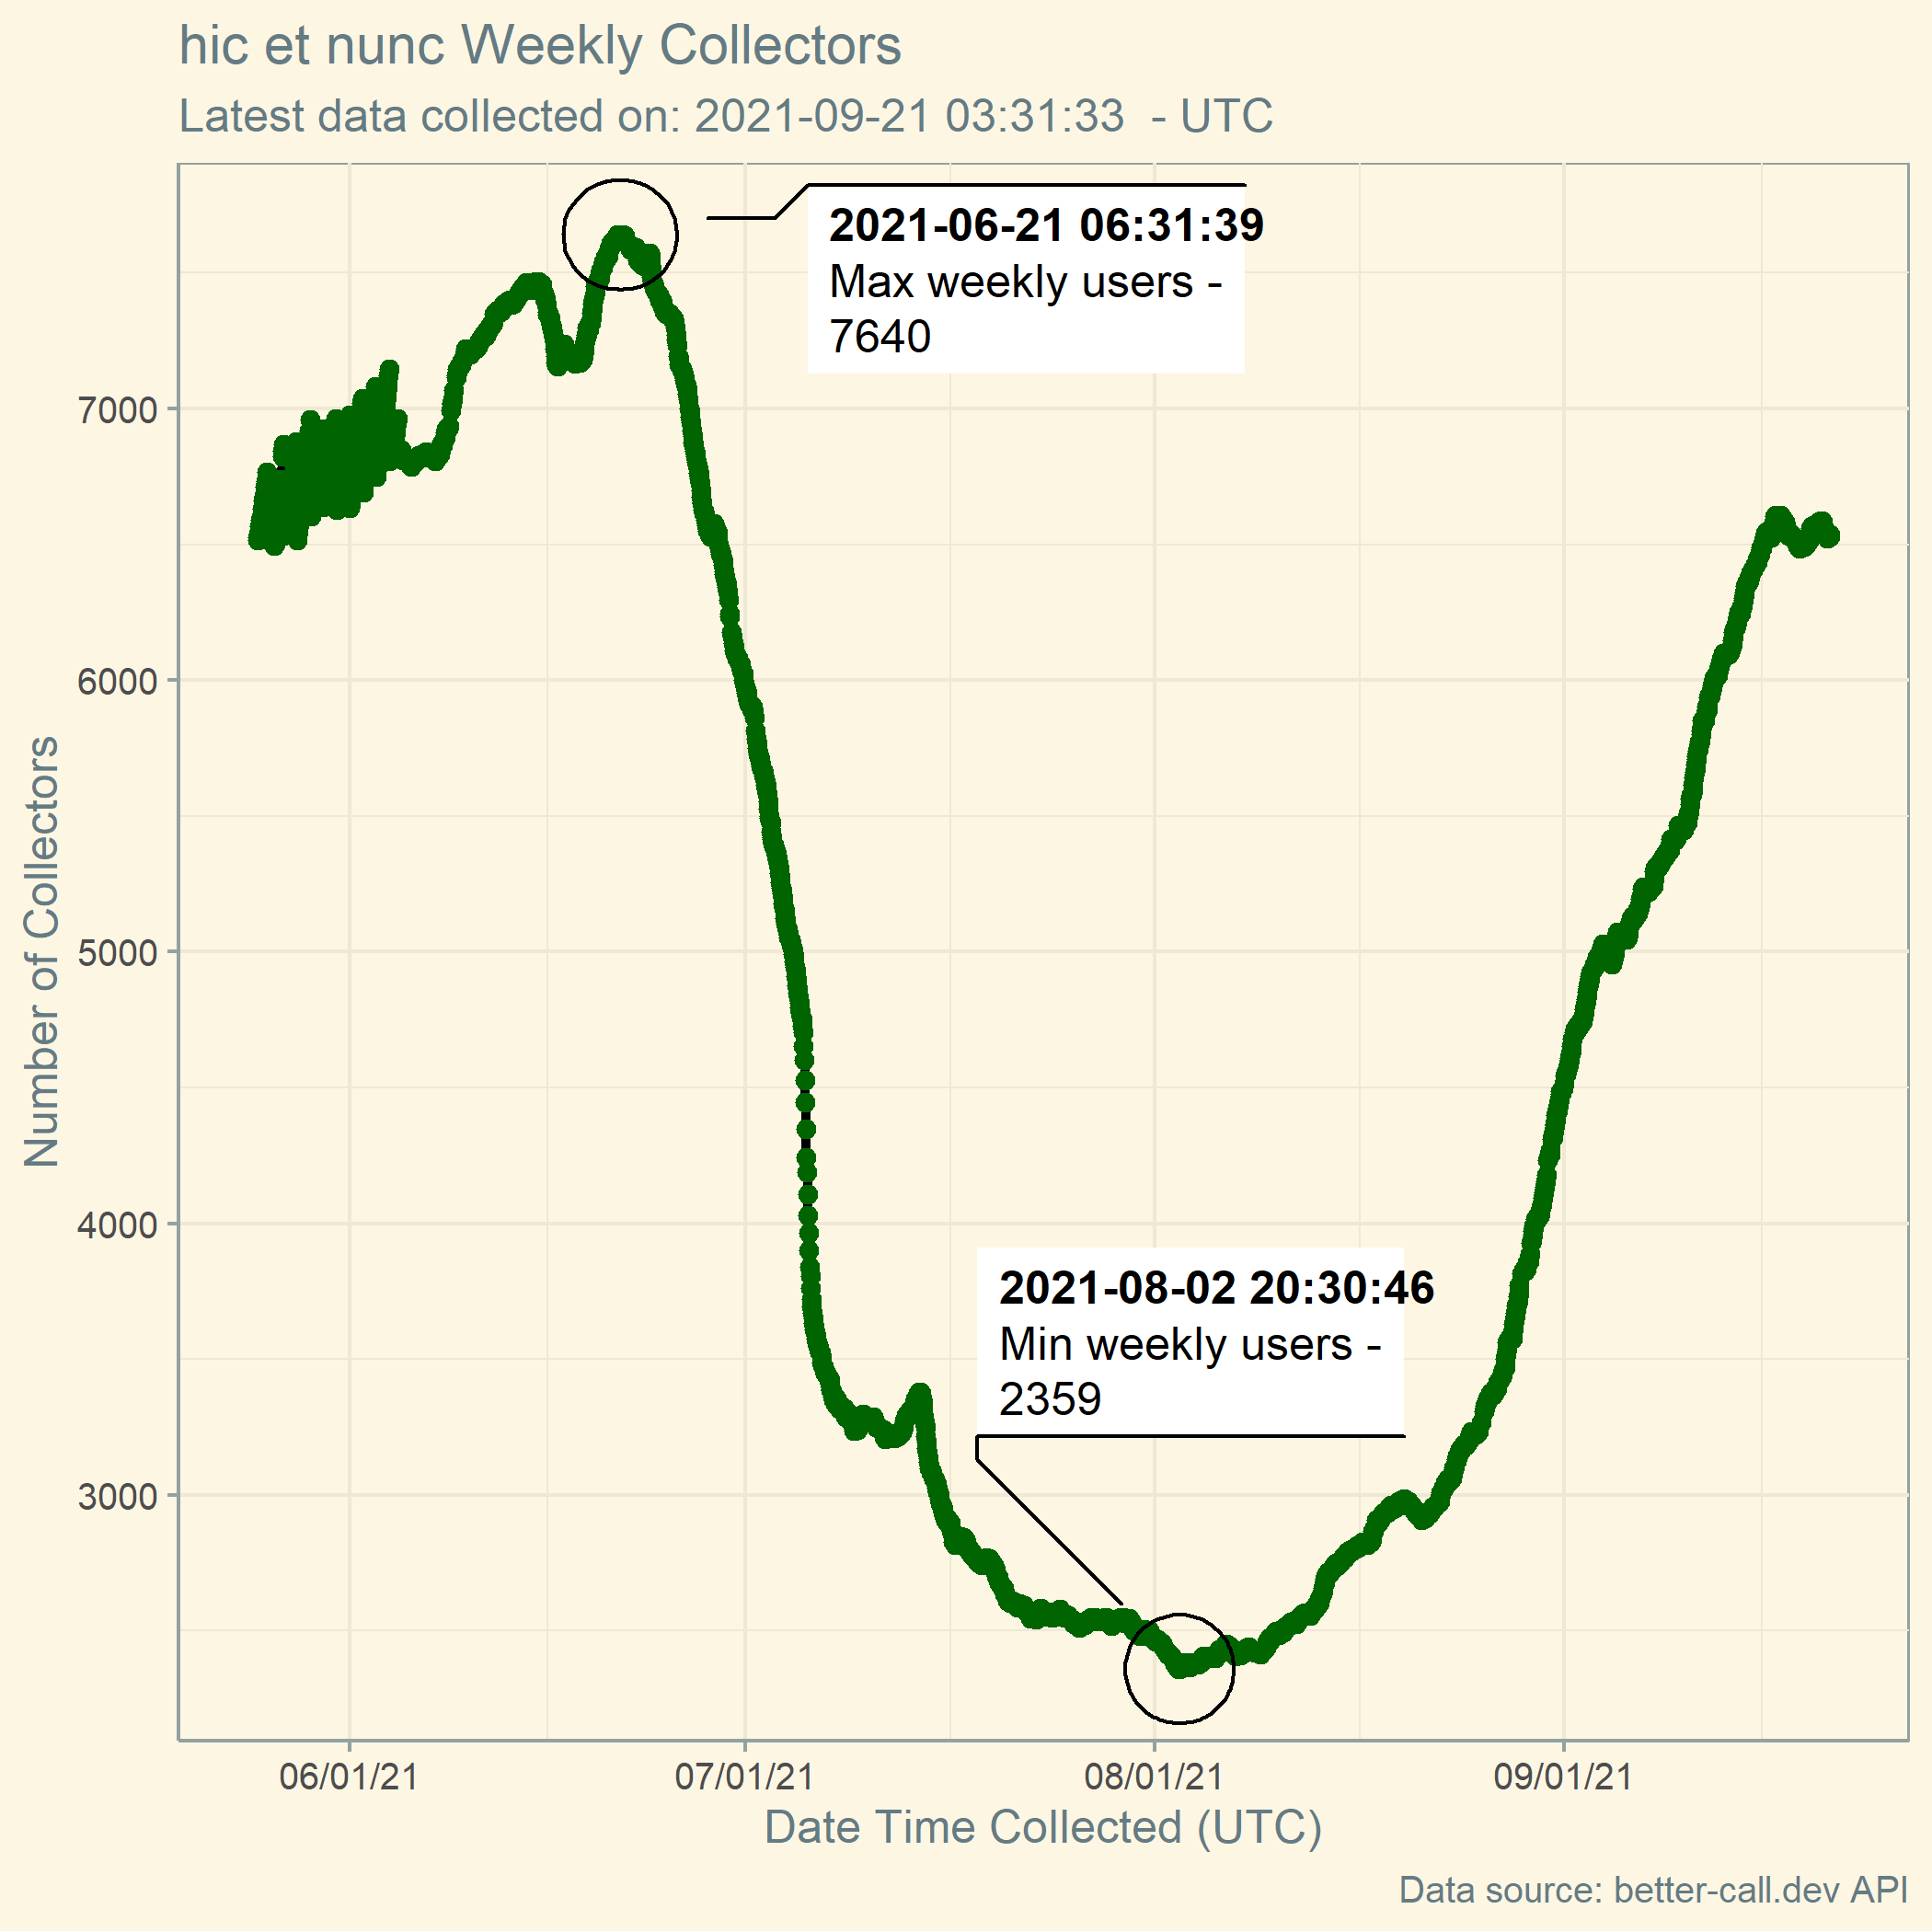 hic et nunc Weekly Collectors
Latest data collected on: 2021-09-21 03:31:33  - UTC
2021-06-21 06:31:39
Max weekly users -
7640
7000
6000
5000
4000
3000
Number of Collectors
2021-08-02 20:30:46
Min weekly users -
2359
06/01/21
07/01/21
08/01/21
09/01/21
Date Time Collected (UTC)
Data source: better-call.dev API